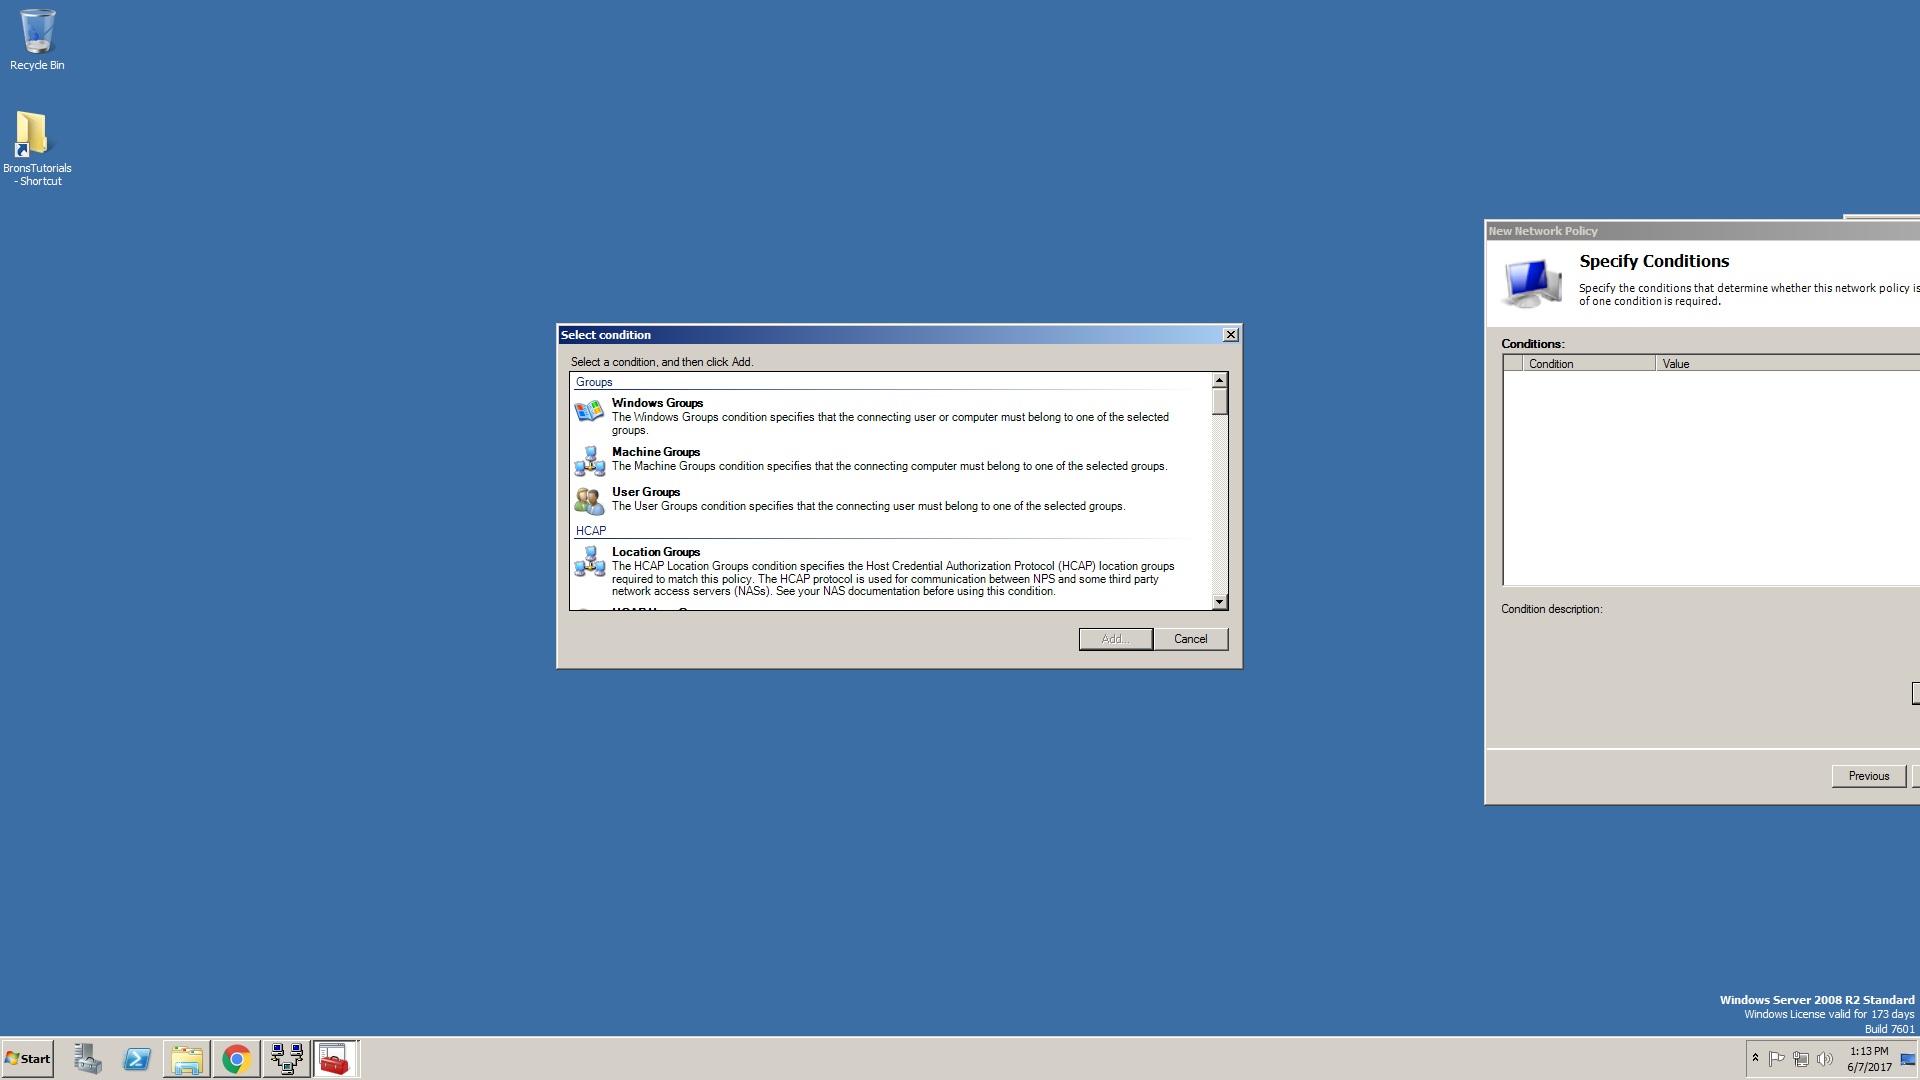 Recycle Bin
BronsTutorials
- Shortcut
New Network Policy
Specify Conditions
Specify the conditions that determine whether this network policy is
of one condition is required.
Conditions:
Condition Value
Condition description:
Previous
Select condition
Select a condition, and then click Add.
Groups
Windows Groups
The Windows Groups condition specifies that the connecting user or computer must belong to one of the selected
groups.
Machine Groups
The Machine Groups condition specifies that the connecting computer must belong to one of the selected groups.
User Groups
The User Groups condition specifies that the connecting user must belong to one of the selected groups.
HCAP
Location Groups
The HCAP Location Groups condition specifies the Host Credential Authorization Protocol (HCAP) location groups
required to match this policy. The HCAP protocol is used for communication between NPS and some third party
network access servers (NASs). See your NAS documentation before using this condition.
Add...
Cancel
Windows Server 2008 R2 Standard
Windows License valid for 173 days
Build 7601
Start
1:13 PM
6/7/2017